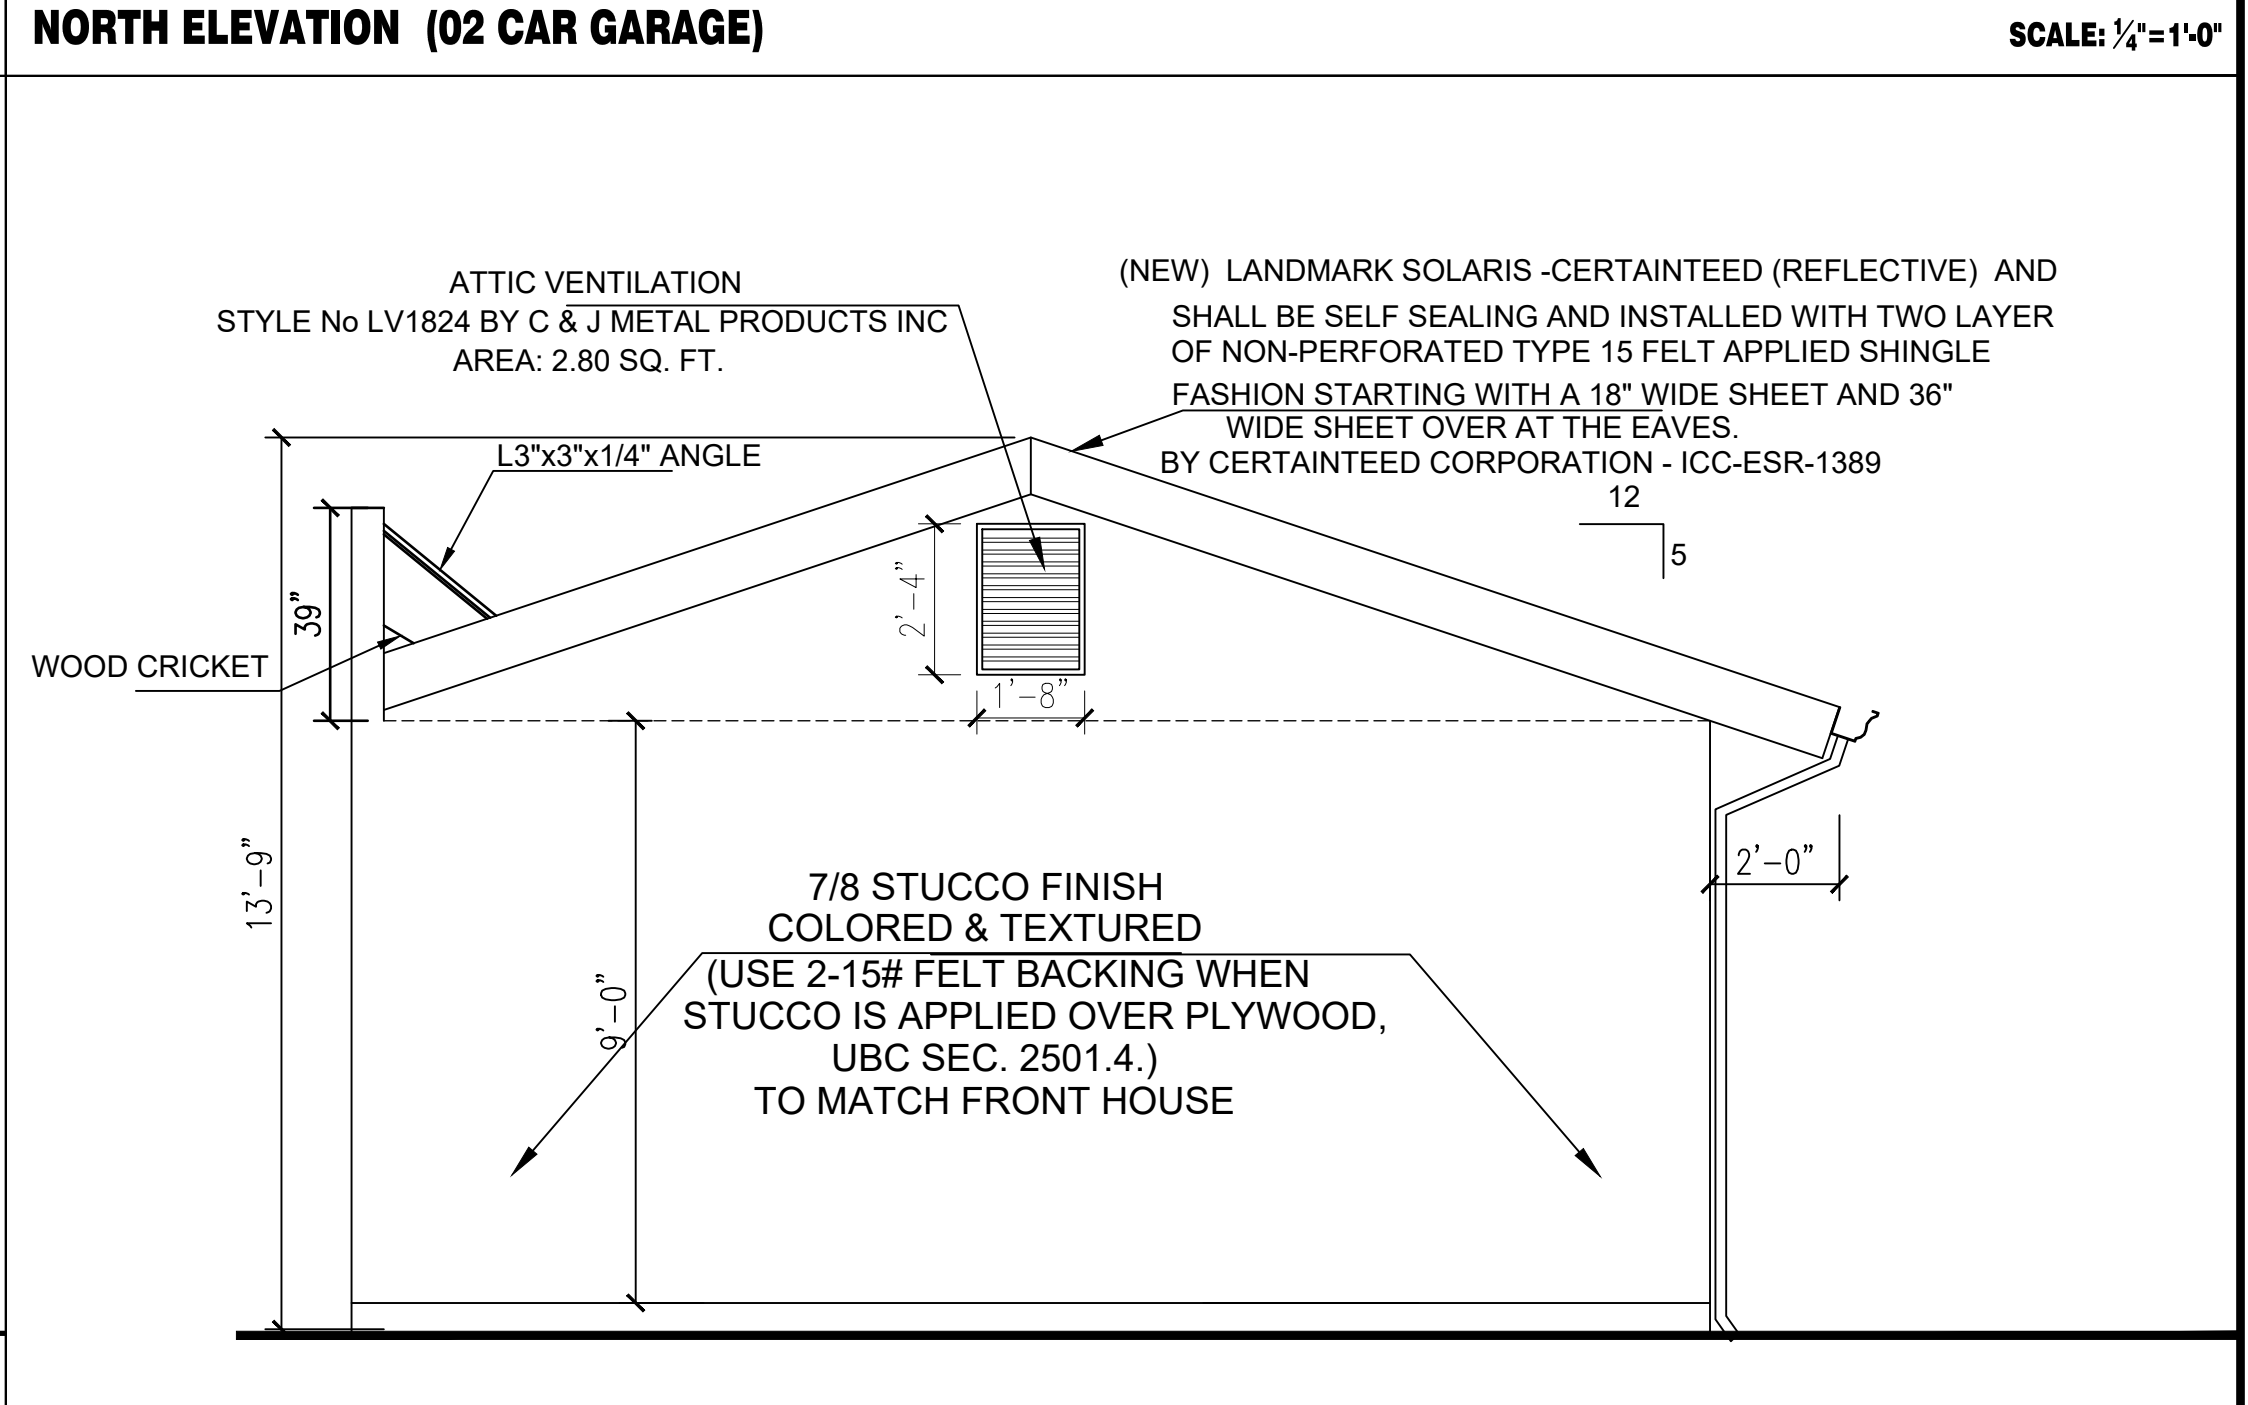 NORTH ELEVATION (02 CAR GARAGE)
SCALE: 1/4"=1'-0"
ATTIC VENTILATION
STYLE No LV1824 BY C & J METAL PRODUCTS INC
AREA: 2.80 SQ. FT.
(NEW) LANDMARK SOLARIS -CERTAINTEED (REFLECTIVE) AND
SHALL BE SELF SEALING AND INSTALLED WITH TWO LAYER
OF NON-PERFORATED TYPE 15 FELT APPLIED SHINGLE
FASHION STARTING WITH A 18" WIDE SHEET AND 36"
WIDE SHEET OVER AT THE EAVES.
BY CERTAINTEED CORPORATION - ICC-ESR-1389
12
5
L3"x3"x1/4" ANGLE
39"
WOOD CRICKET
2'-4"
1'-8"
13'-9"
9'-0"
2'-0"
7/8 STUCCO FINISH
COLORED & TEXTURED
(USE 2-15# FELT BACKING WHEN
STUCCO IS APPLIED OVER PLYWOOD,
UBC SEC. 2501.4.)
TO MATCH FRONT HOUSE